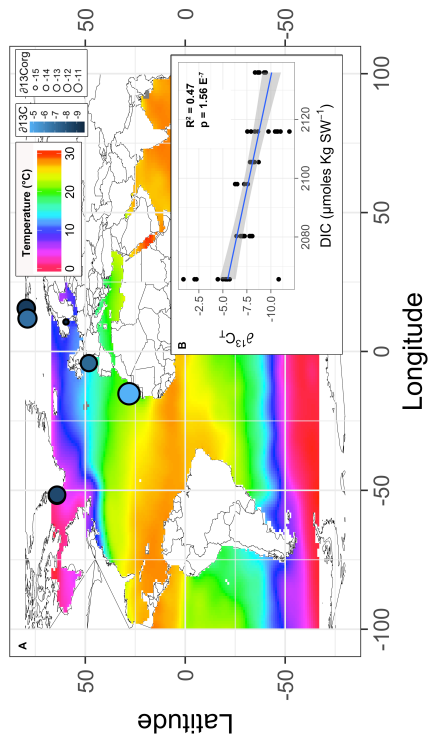 A
Temperature (°C)
0 10 20 30
∂13C
-5
-6
-7
-8
-9
∂13Corg
-15
-14
-13
-12
-11
B
R² = 0.47
p = 1.56 E⁻⁷
-2.5
-5.0
-7.5
-10.0
∂¹³C_T
2080 2100 2120
DIC (µmoles Kg SW⁻¹)
50
0
-50
Latitude
-100 -50 0 50 100
Longitude